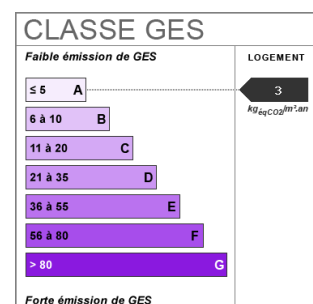 CLASSE GES
Faible émission de GES
LOGEMENT
≤ 5 A
3
kgéqCO2/m².an
6 à 10 B
11 à 20 C
21 à 35 D
36 à 55 E
56 à 80 F
> 80 G
Forte émission de GES